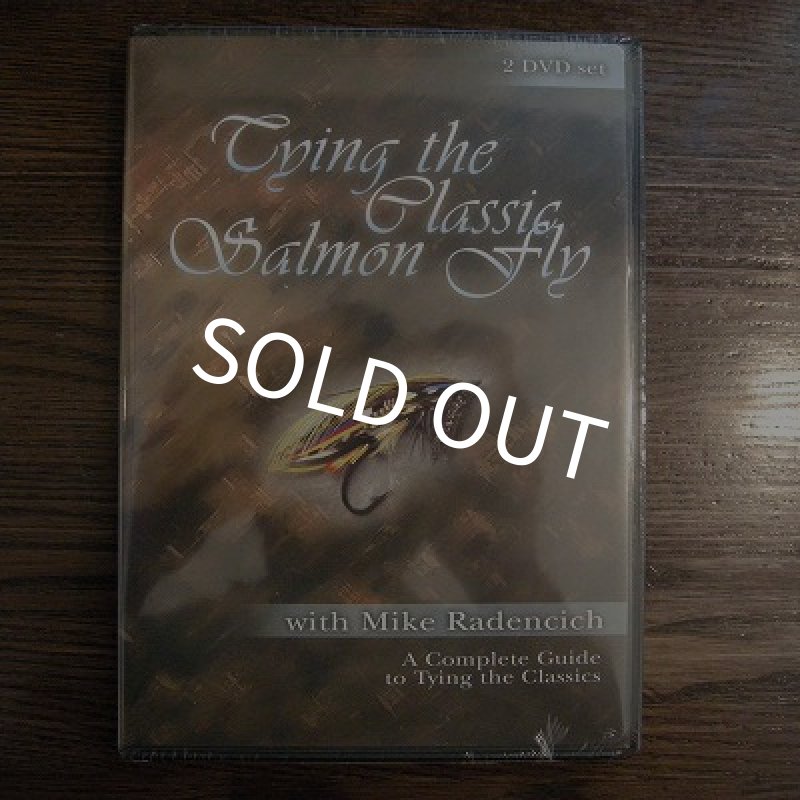 2 DVD set
Tying the
Classic
Salmon Fly
SOLD OUT
with Mike Radencich
A Complete Guide
to Tying the Classics